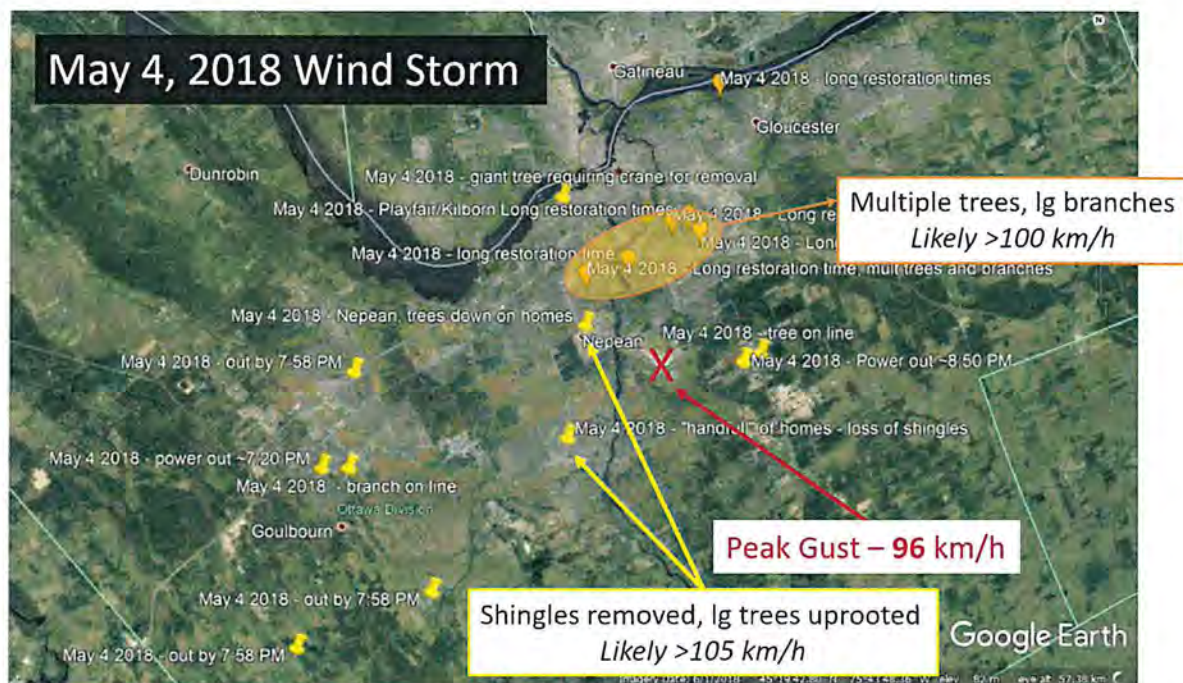 May 4, 2018 Wind Storm
Gatineau
May 4 2018 - long restoration times
Gloucester
Dunrobin
May 4 2018 - giant tree requiring crane for removal
May 4 2018 - Playfair/Kilborn Long restoration times
May 4 2018 - Long re
Multiple trees, lg branches
Likely >100 km/h
May 4 2018 - Lon
May 4 2018 - long restoration time
May 4 2018 - Long restoration time, mult trees and branches
May 4 2018 - Nepean, trees down on homes
Nepean
May 4 2018 - tree on line
May 4 2018 - out by 7:58 PM
X
May 4 2018 - Power out ~8:50 PM
May 4 2018 - "handfull" of homes - loss of shingles
May 4 2018 - power out ~7:20 PM
May 4 2018 - branch on line
Ottawa Division
Goulbourn
Peak Gust – 96 km/h
May 4 2018 - out by 7:58 PM
Shingles removed, lg trees uprooted
Likely >105 km/h
Google Earth
May 4 2018 - out by 7:58 PM